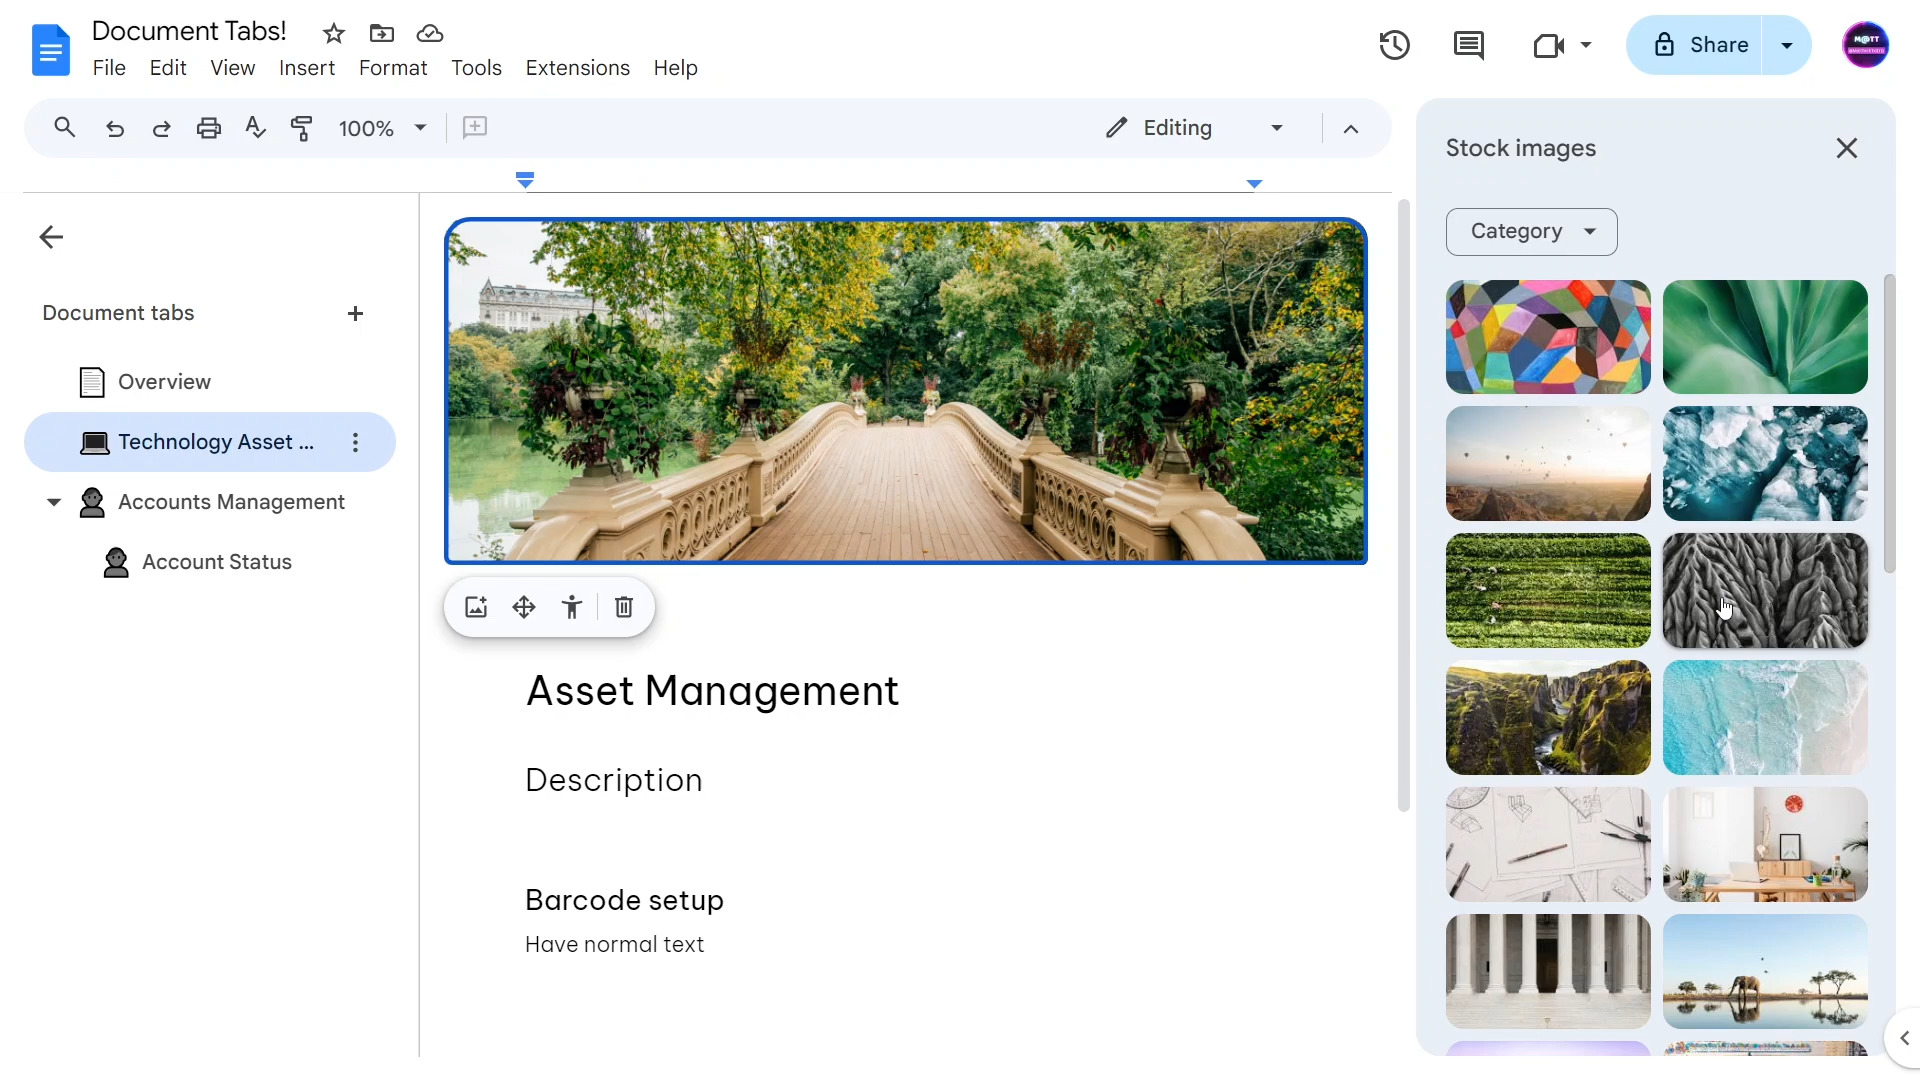 Document Tabs!
File Edit View Insert Format Tools Extensions Help
Share
M@TT
100%
Editing
Stock images
Category
Document tabs
Overview
Technology Asset ...
Accounts Management
Account Status
Asset Management
Description
Barcode setup
Have normal text